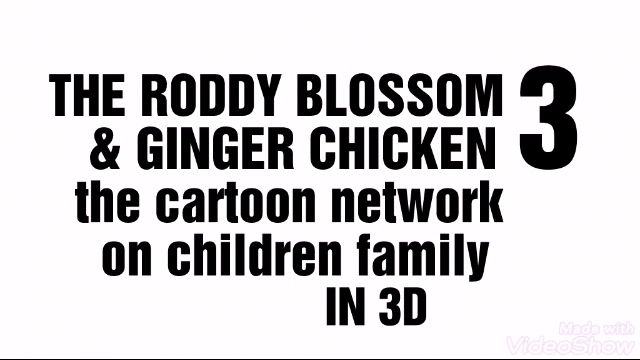 THE RODDY BLOSSOM 3
& GINGER CHICKEN
the cartoon network
on children family
IN 3D
Made with
VideoShow